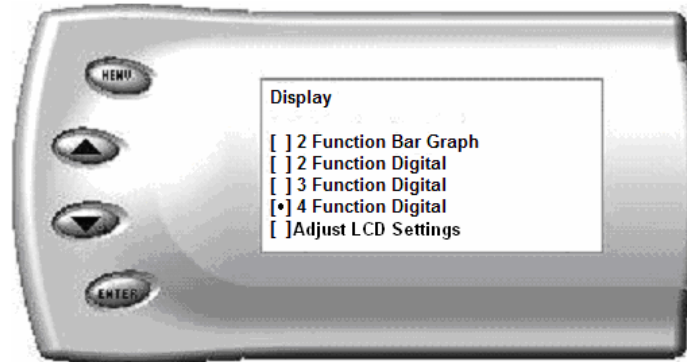 MENU
Display
[ ] 2 Function Bar Graph
[ ] 2 Function Digital
[ ] 3 Function Digital
[•] 4 Function Digital
[ ]Adjust LCD Settings
ENTER